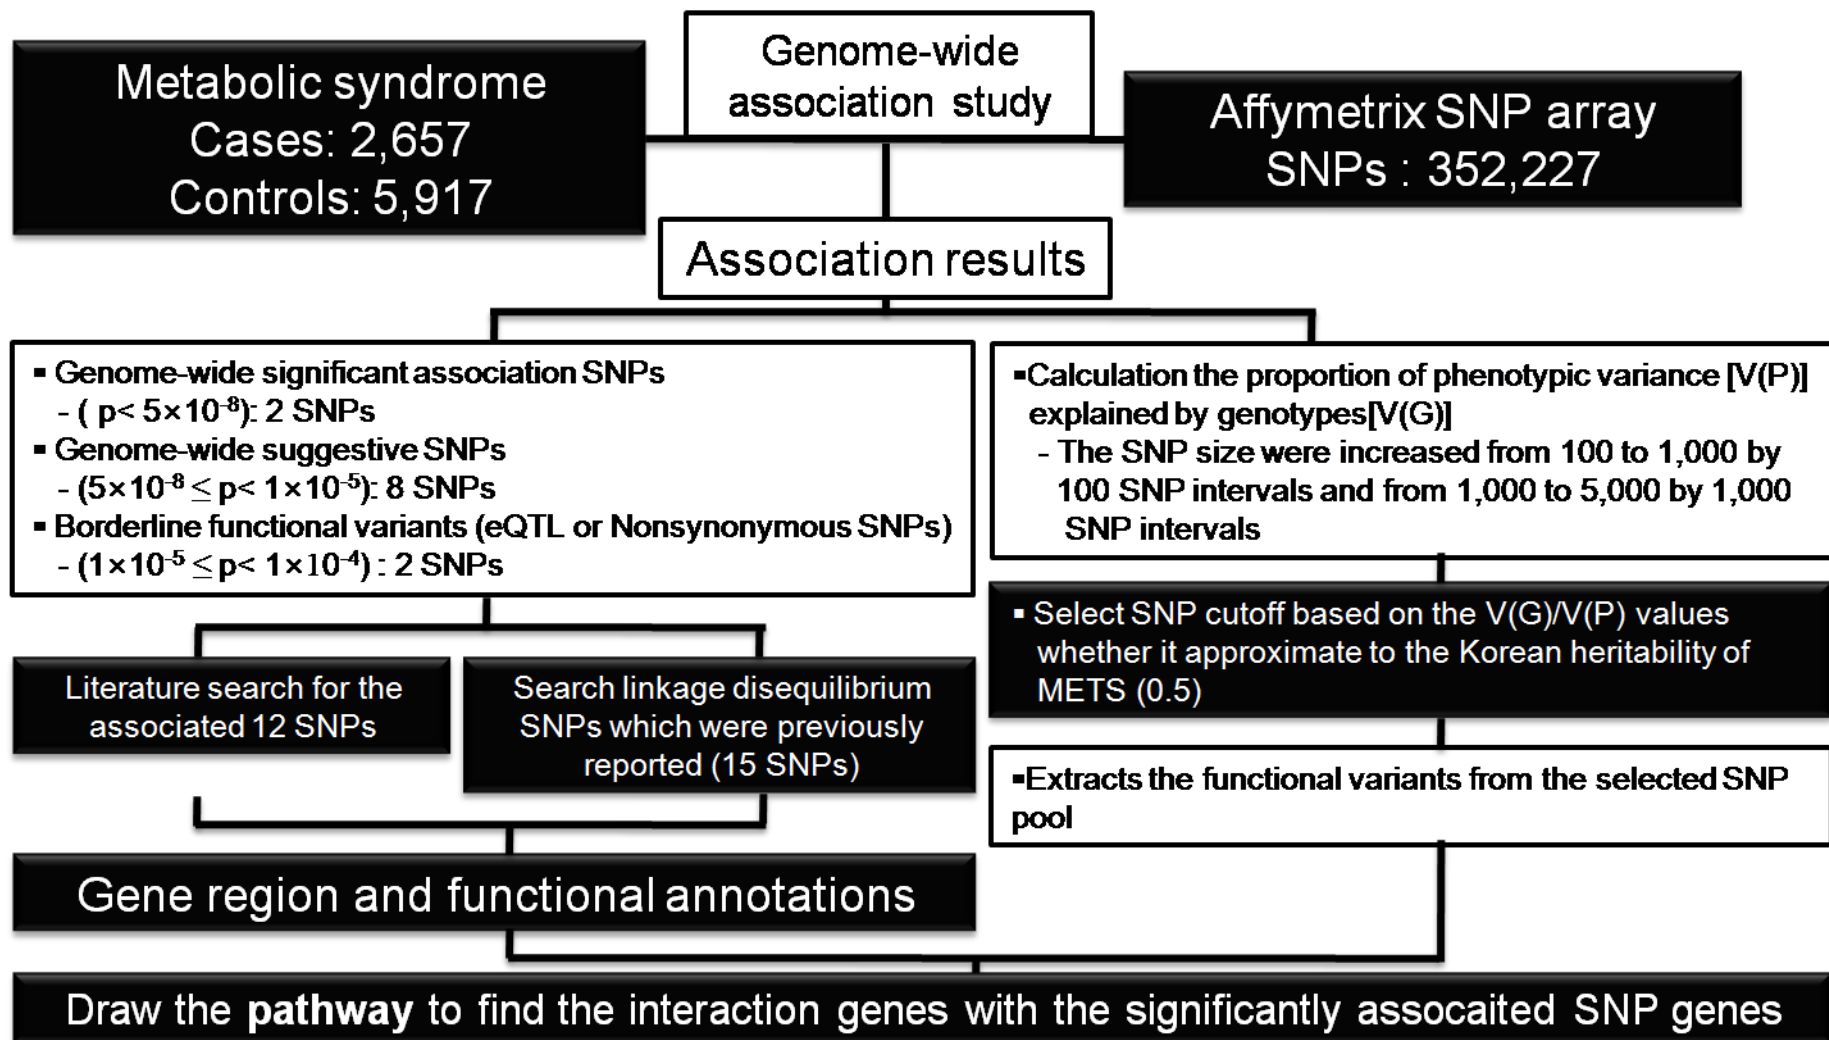 Genome-wide
association study
Metabolic syndrome
Cases: 2,657
Controls: 5,917
Affymetrix SNP array
SNPs : 352,227
Association results
▪ Genome-wide significant association SNPs
- ( p< 5×10⁻⁸): 2 SNPs
▪ Genome-wide suggestive SNPs
- (5×10⁻⁸ ≤ p< 1×10⁻⁵): 8 SNPs
▪ Borderline functional variants (eQTL or Nonsynonymous SNPs)
- (1×10⁻⁵ ≤ p< 1×10⁻⁴) : 2 SNPs
▪Calculation the proportion of phenotypic variance [V(P)]
explained by genotypes[V(G)]
- The SNP size were increased from 100 to 1,000 by
100 SNP intervals and from 1,000 to 5,000 by 1,000
SNP intervals
▪ Select SNP cutoff based on the V(G)/V(P) values
whether it approximate to the Korean heritability of
METS (0.5)
Literature search for the
associated 12 SNPs
Search linkage disequilibrium
SNPs which were previously
reported (15 SNPs)
▪Extracts the functional variants from the selected SNP
pool
Gene region and functional annotations
Draw the pathway to find the interaction genes with the significantly assocaited SNP genes